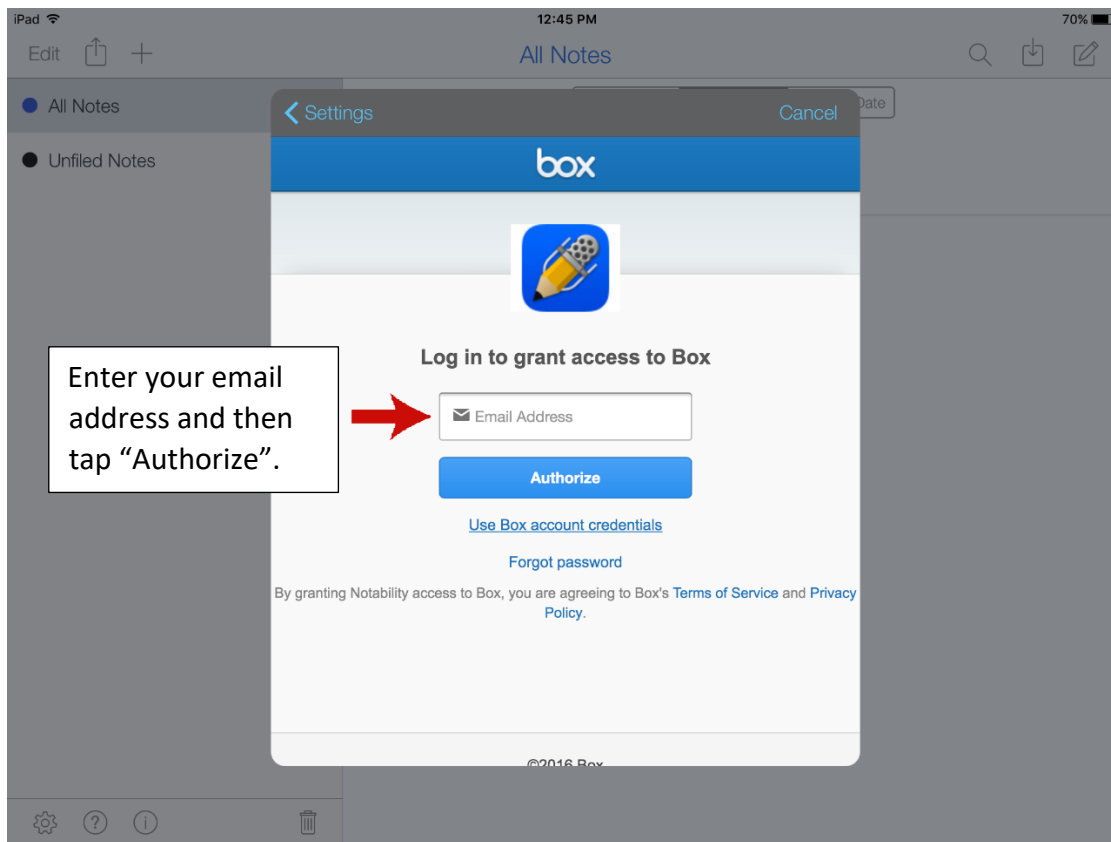 iPad 12:45 PM 70%
Edit All Notes
All Notes
Unfiled Notes
Settings Cancel
Date
box
Log in to grant access to Box
Enter your email
address and then
tap “Authorize”.
Email Address
Authorize
Use Box account credentials
Forgot password
By granting Notability access to Box, you are agreeing to Box's Terms of Service and Privacy
Policy.
©2016 Box